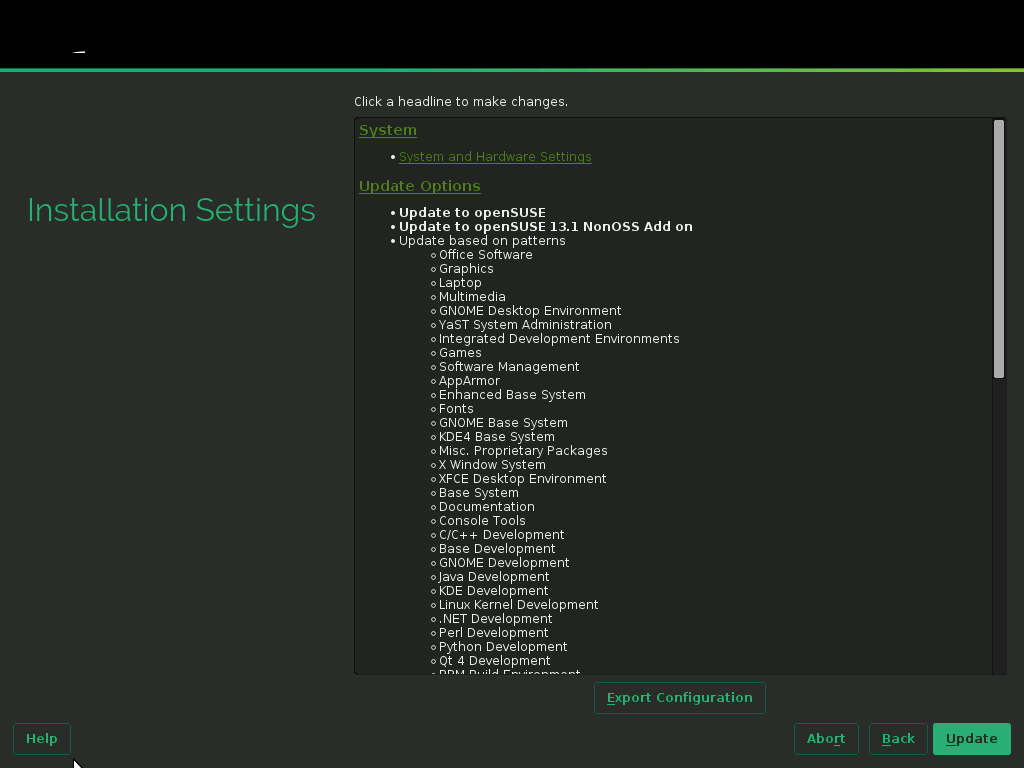 Click a headline to make changes.
Installation Settings
System
• System and Hardware Settings
Update Options
• Update to openSUSE
• Update to openSUSE 13.1 NonOSS Add on
• Update based on patterns
◦ Office Software
◦ Graphics
◦ Laptop
◦ Multimedia
◦ GNOME Desktop Environment
◦ YaST System Administration
◦ Integrated Development Environments
◦ Games
◦ Software Management
◦ AppArmor
◦ Enhanced Base System
◦ Fonts
◦ GNOME Base System
◦ KDE4 Base System
◦ Misc. Proprietary Packages
◦ X Window System
◦ XFCE Desktop Environment
◦ Base System
◦ Documentation
◦ Console Tools
◦ C/C++ Development
◦ Base Development
◦ GNOME Development
◦ Java Development
◦ KDE Development
◦ Linux Kernel Development
◦ .NET Development
◦ Perl Development
◦ Python Development
◦ Qt 4 Development
◦ RPM Build Environment
Export Configuration
Help
Abort
Back
Update